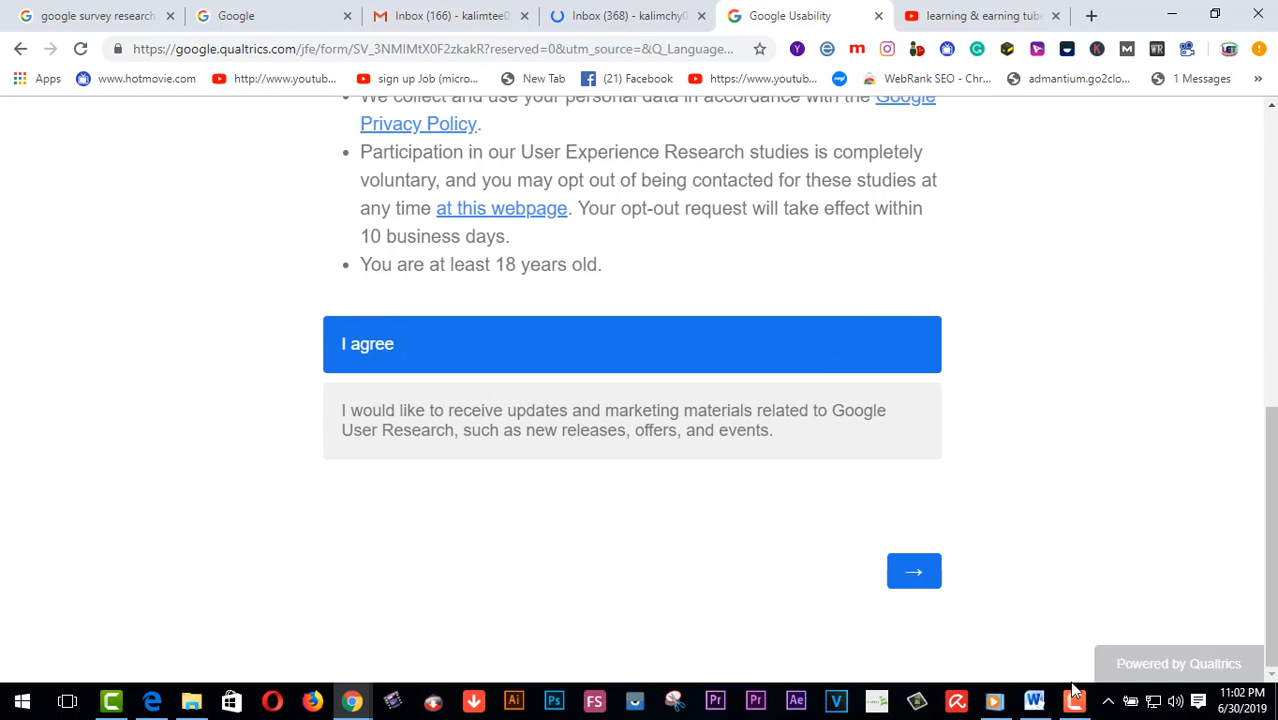 google survey research
Google
Inbox (166) - kalimtee0
Inbox (368) - kalimchy0
Google Usability
learning & earning tube
https://google.qualtrics.com/jfe/form/SV_3NMIMtX0F2zkakR?reserved=0&utm_source=&Q_Language...
Apps
www.hotmovie.com
http://www.youtub...
sign up Job (micro...
New Tab
(21) Facebook
https://www.youtub...
WebRank SEO - Chr...
admantium.go2clo...
1 Messages
»
We collect and use your personal data in accordance with the Google
Privacy Policy.
• Participation in our User Experience Research studies is completely
voluntary, and you may opt out of being contacted for these studies at
any time at this webpage. Your opt-out request will take effect within
10 business days.
• You are at least 18 years old.
I agree
I would like to receive updates and marketing materials related to Google
User Research, such as new releases, offers, and events.
→
Powered by Qualtrics
11:02 PM
6/30/2019